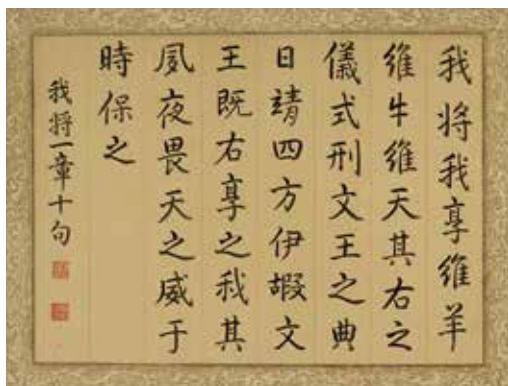 我將我享維羊
維牛維天其右之
儀式刑文王之典
日靖四方伊嘏文
王既右享之我其
夙夜畏天之威于
時保之
我將一章十句